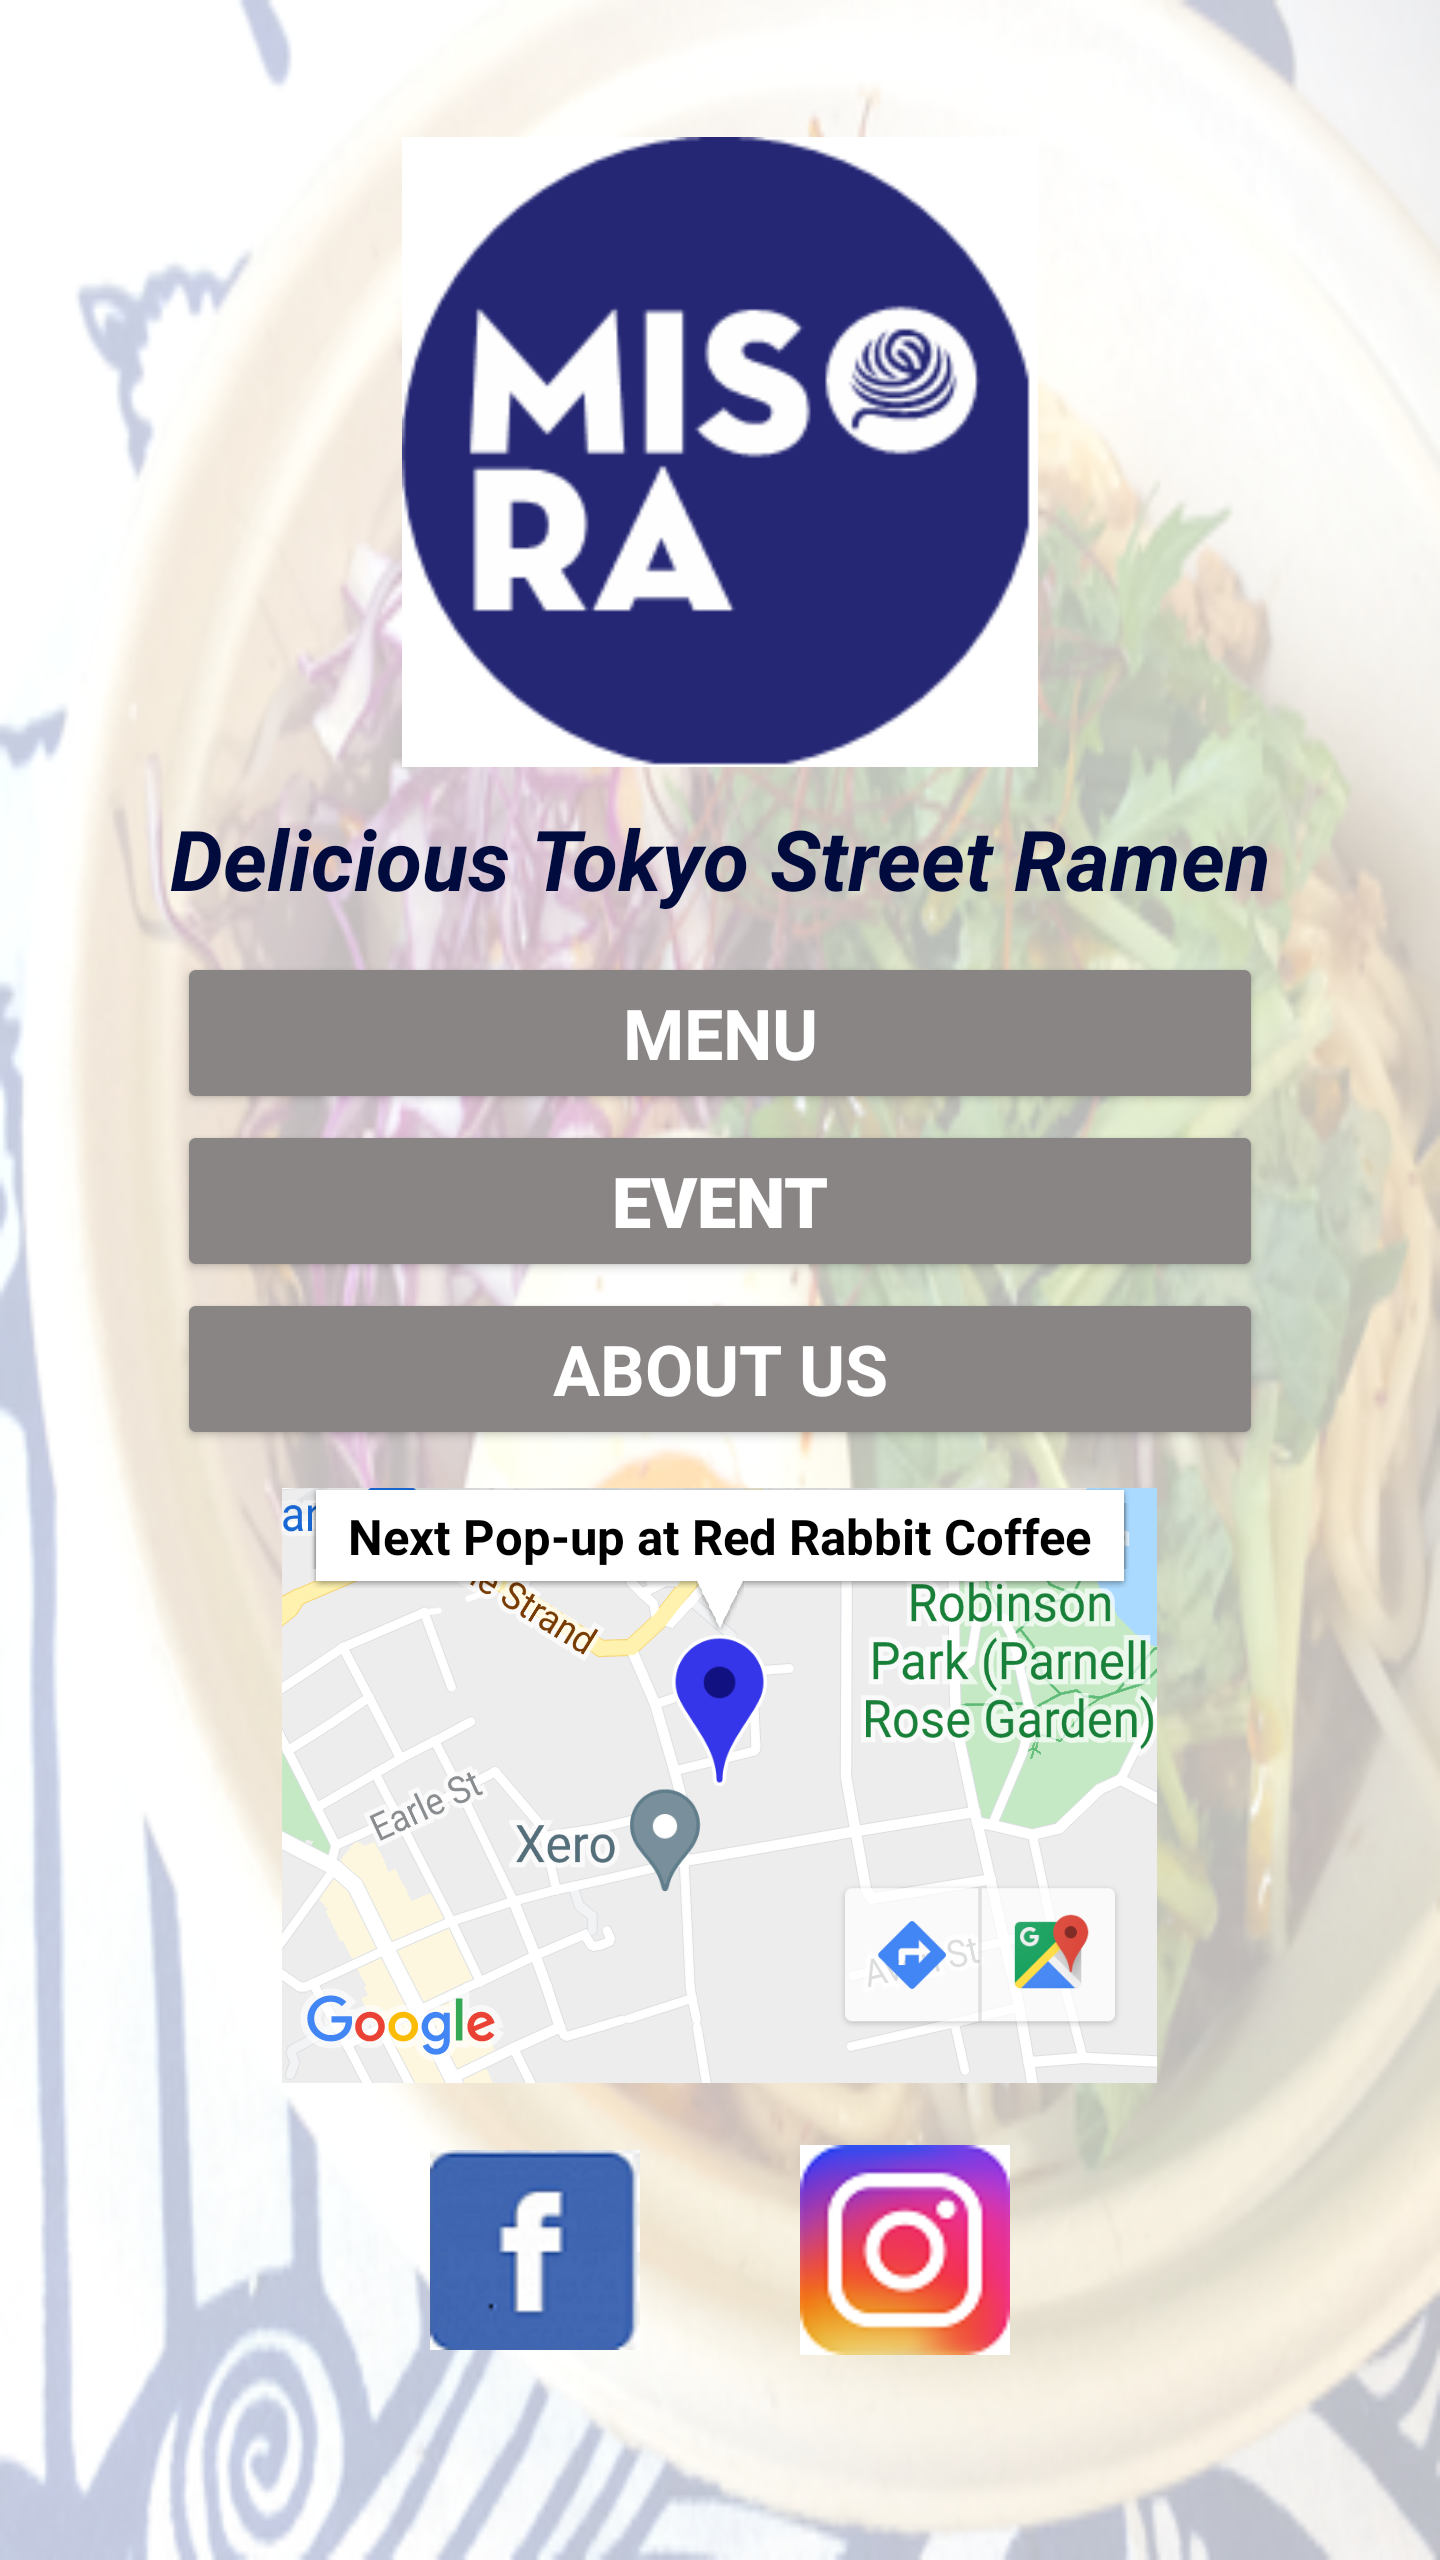 MISO
RA
Delicious Tokyo Street Ramen
MENU
EVENT
ABOUT US
Next Pop-up at Red Rabbit Coffee
Strand
Robinson
Park (Parnell
Rose Garden)
Earle St
Xero
St
Google